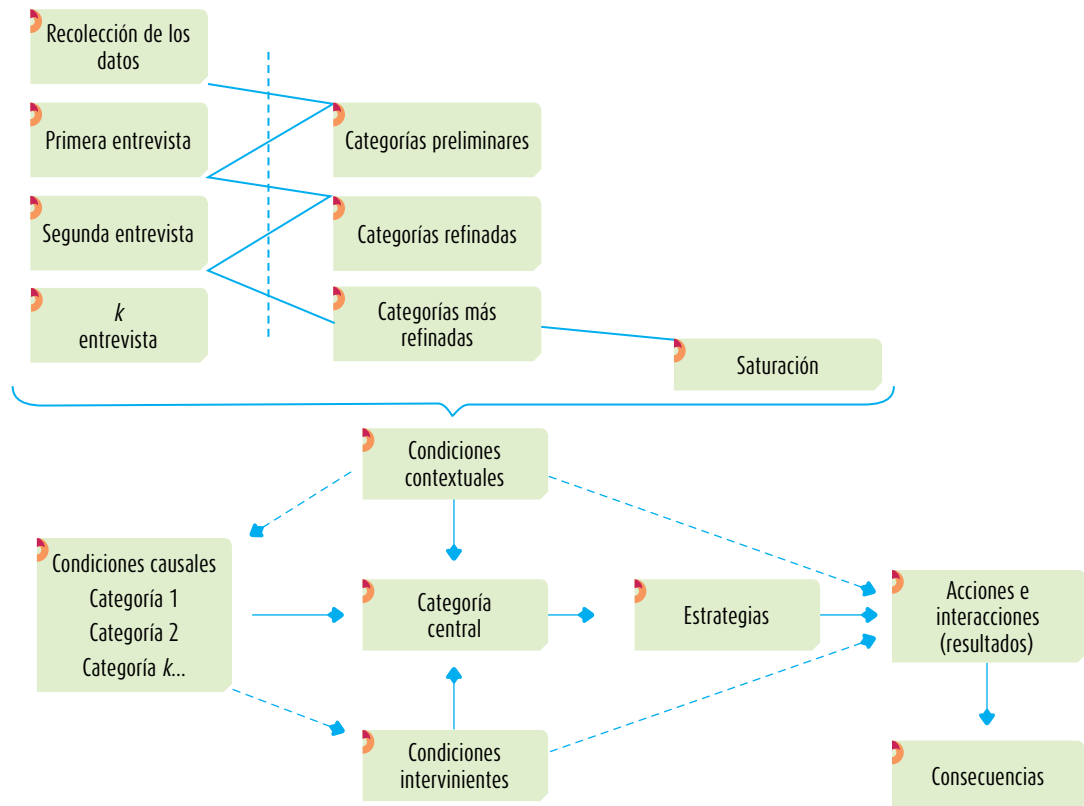 Recolección de los
datos
Primera entrevista
Categorías preliminares
Segunda entrevista
Categorías refinadas
k
entrevista
Categorías más
refinadas
Saturación
Condiciones
contextuales
Condiciones causales
Categoría 1
Categoría 2
Categoría k...
Categoría
central
Estrategias
Acciones e
interacciones
(resultados)
Condiciones
intervinientes
Consecuencias